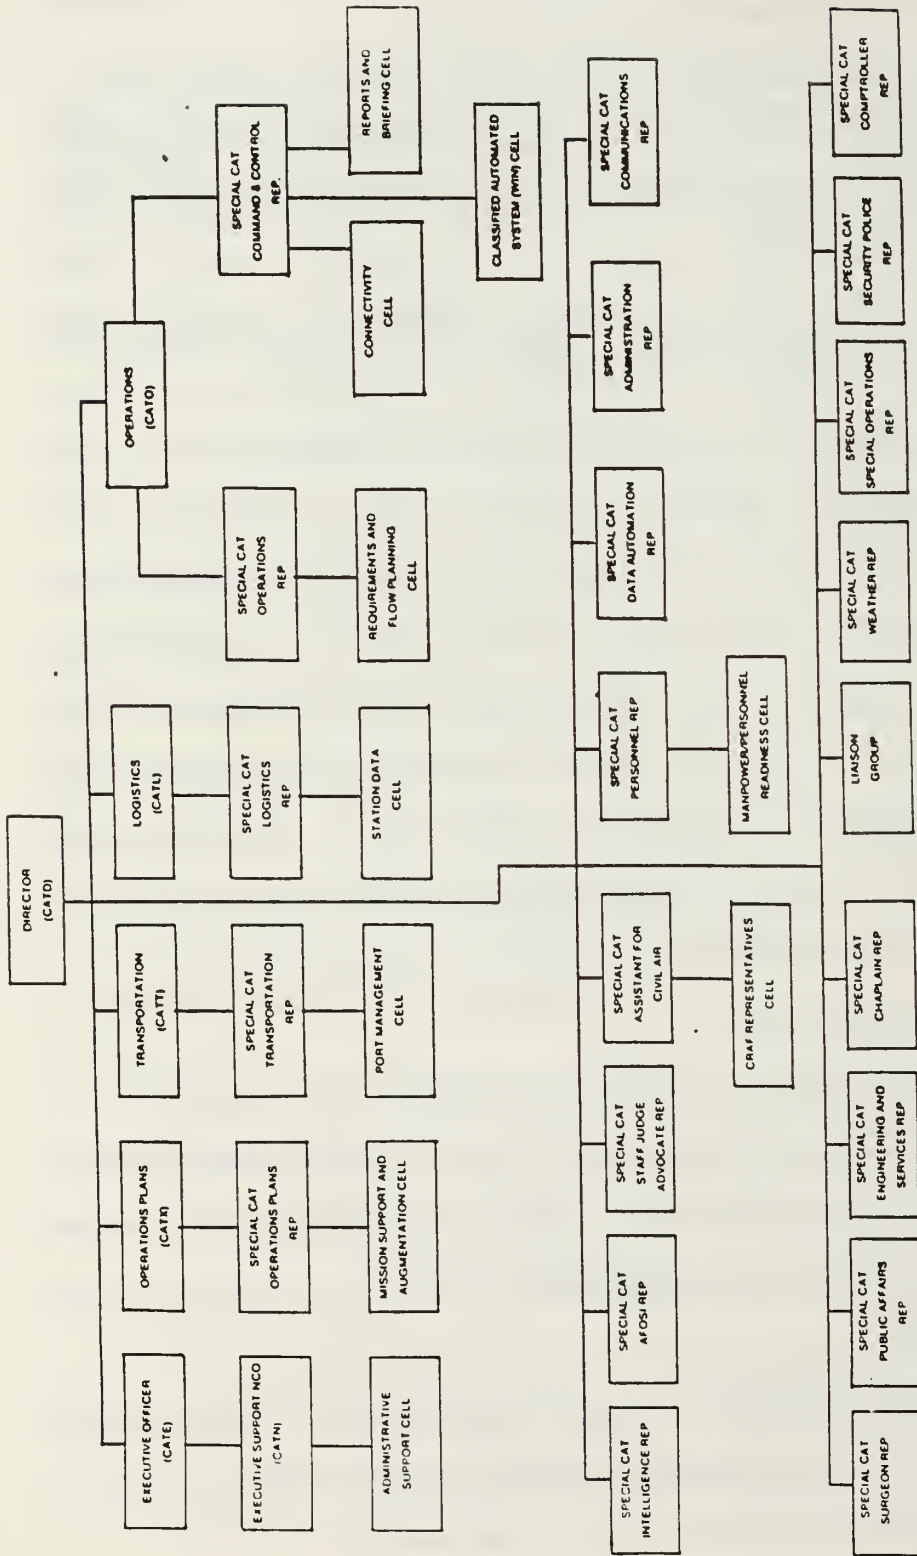 DIRECTOR
(CATD)
EXECUTIVE OFFICER
(CATE)
OPERATIONS PLANS
(CATX)
TRANSPORTATION
(CATT)
LOGISTICS
(CATL)
OPERATIONS
(CATO)
EXECUTIVE SUPPORT NCO
(CATN)
SPECIAL CAT
OPERATIONS PLANS
REP
SPECIAL CAT
TRANSPORTATION
REP
SPECIAL CAT
LOGISTICS
REP
SPECIAL CAT
OPERATIONS
REP
SPECIAL CAT
COMMAND & CONTROL
REP.
ADMINISTRATIVE
SUPPORT CELL
MISSION SUPPORT AND
AUGMENTATION CELL
PORT MANAGEMENT
CELL
STATION DATA
CELL
REQUIREMENTS AND
FLOW PLANNING
CELL
CONNECTIVITY
CELL
REPORTS AND
BRIEFING CELL
CLASSIFIED AUTOMATED
SYSTEM (WIN) CELL
SPECIAL CAT
INTELLIGENCE REP
SPECIAL CAT
AFOSI REP
SPECIAL CAT
STAFF JUDGE
ADVOCATE REP
SPECIAL CAT
ASSISTANT FOR
CIVIL AIR
SPECIAL CAT
PERSONNEL REP
SPECIAL CAT
DATA AUTOMATION
REP
SPECIAL CAT
ADMINISTRATION
REP
SPECIAL CAT
COMMUNICATIONS
REP
CRAF REPRESENTATIVES
CELL
MANPOWER/PERSONNEL
READINESS CELL
SPECIAL CAT
SURGEON REP
SPECIAL CAT
PUBLIC AFFAIRS
REP
SPECIAL CAT
ENGINEERING AND
SERVICES REP
SPECIAL CAT
CHAPLAIN REP
LIAISON
GROUP
SPECIAL CAT
WEATHER REP
SPECIAL CAT
SPECIAL OPERATIONS
REP
SPECIAL CAT
SECURITY POLICE
REP
SPECIAL CAT
COMPTROLLER
REP